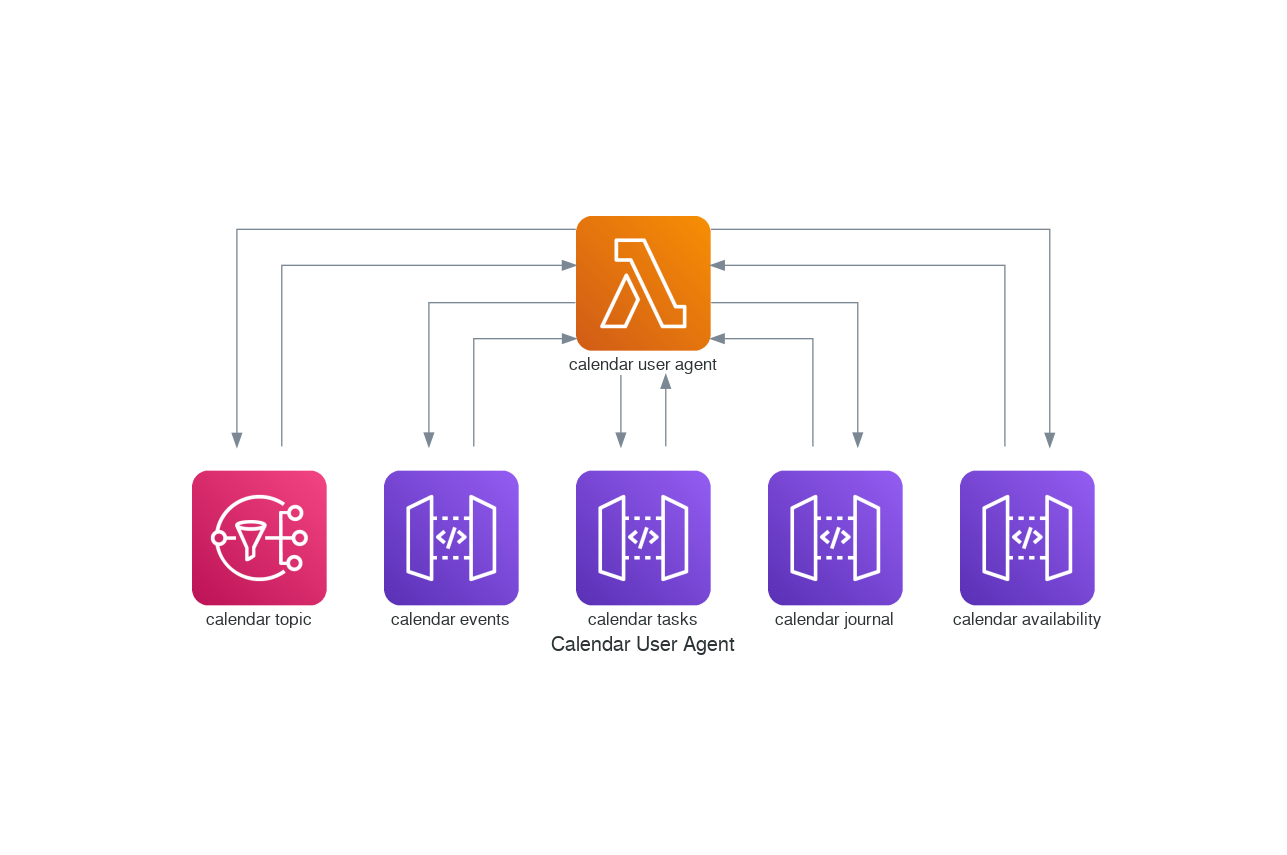 calendar user agent
calendar topic
calendar events
calendar tasks
calendar journal
calendar availability
Calendar User Agent